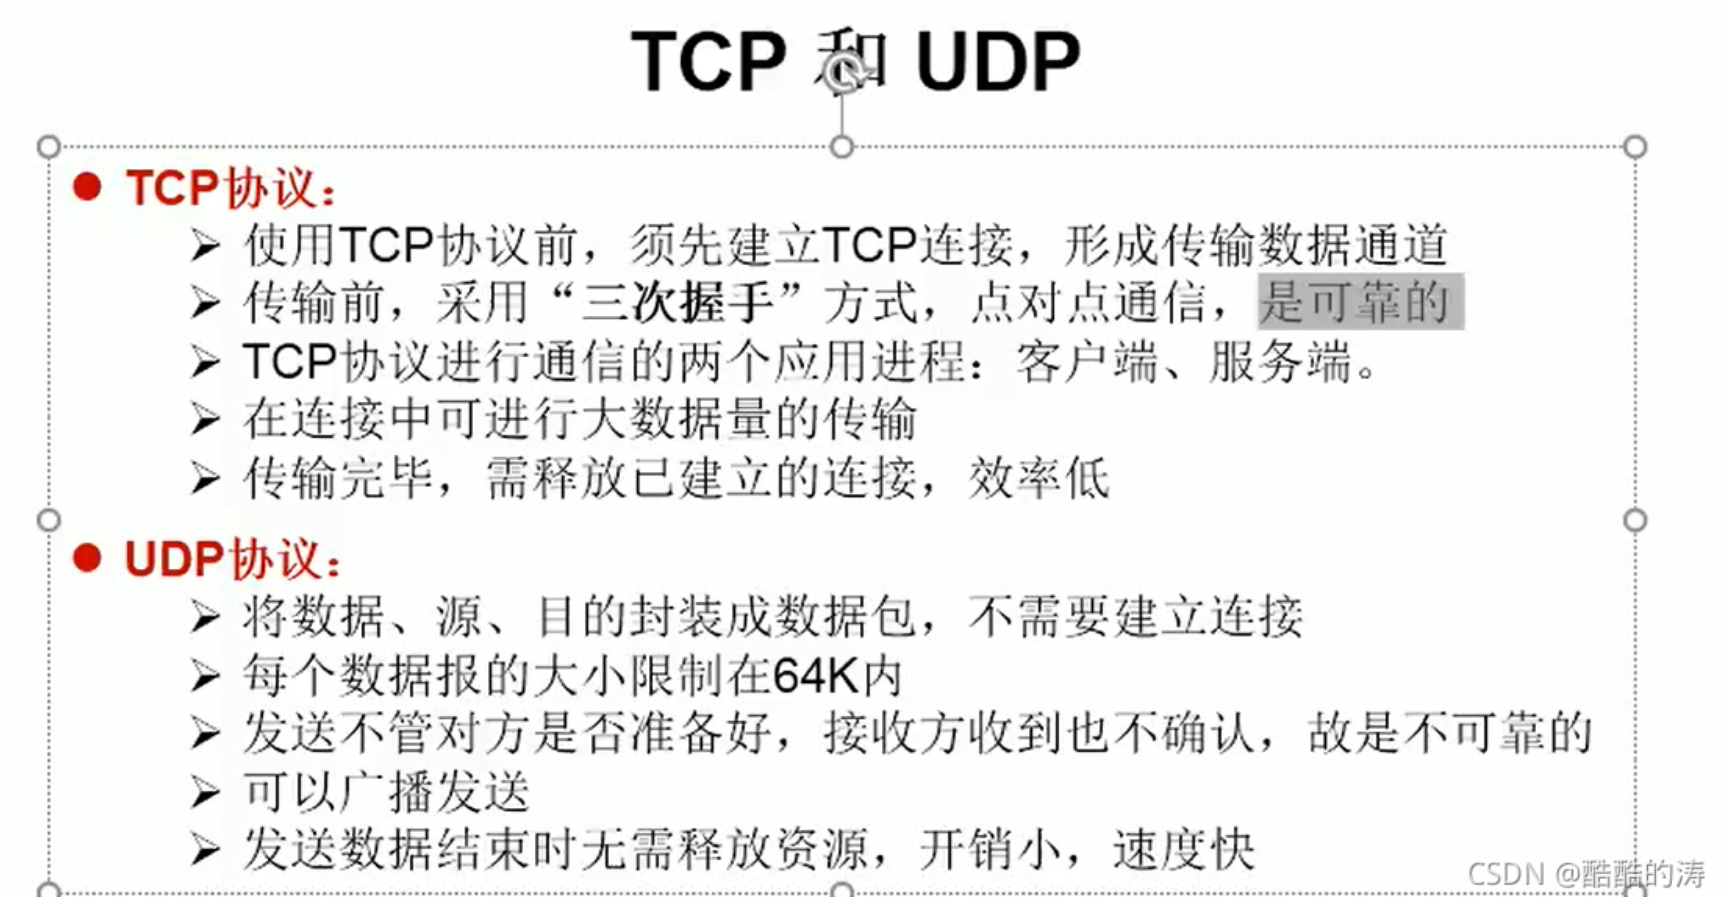 TCP 和 UDP
TCP协议：
使用TCP协议前，须先建立TCP连接，形成传输数据通道
传输前，采用“三次握手”方式，点对点通信，是可靠的
TCP协议进行通信的两个应用进程：客户端、服务端。
在连接中可进行大数据量的传输
传输完毕，需释放已建立的连接，效率低
UDP协议：
将数据、源、目的封装成数据包，不需要建立连接
每个数据报的大小限制在64K内
发送不管对方是否准备好，接收方收到也不确认，故是不可靠的
可以广播发送
发送数据结束时无需释放资源，开销小，速度快
CSDN @酷酷的涛